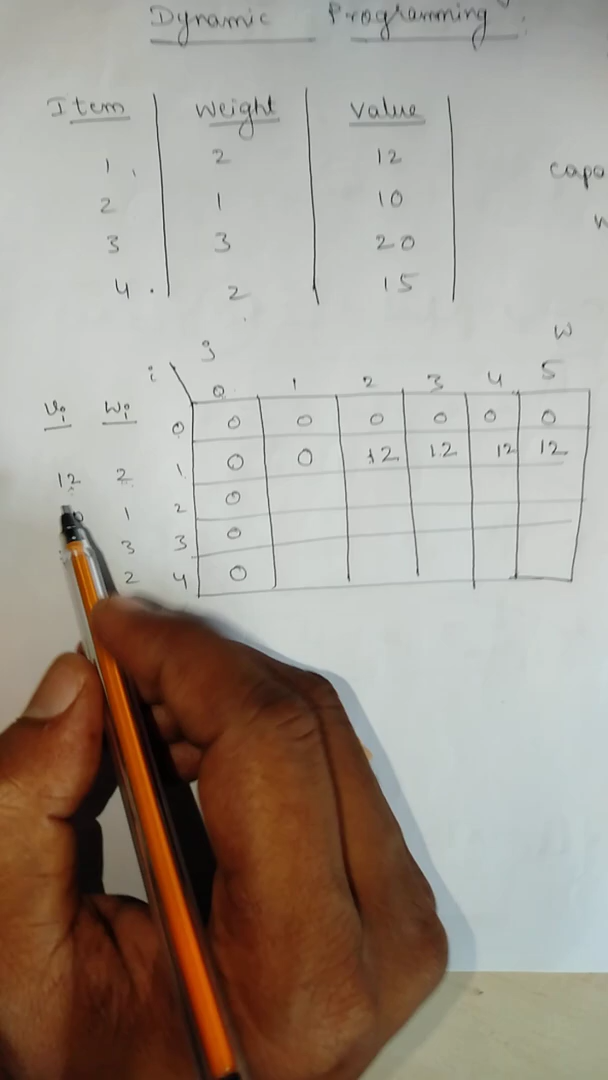 Dynamic Programming :
Item Weight Value
1 2 12
2 1 10
3 3 20
4 2 15
W
i j 0 1 2 3 4 5
Vi Wi 0 0 0 0 0 0 0
12 2 1 0 0 12 12 12 12
1 2 0
3 3 0
2 4 0